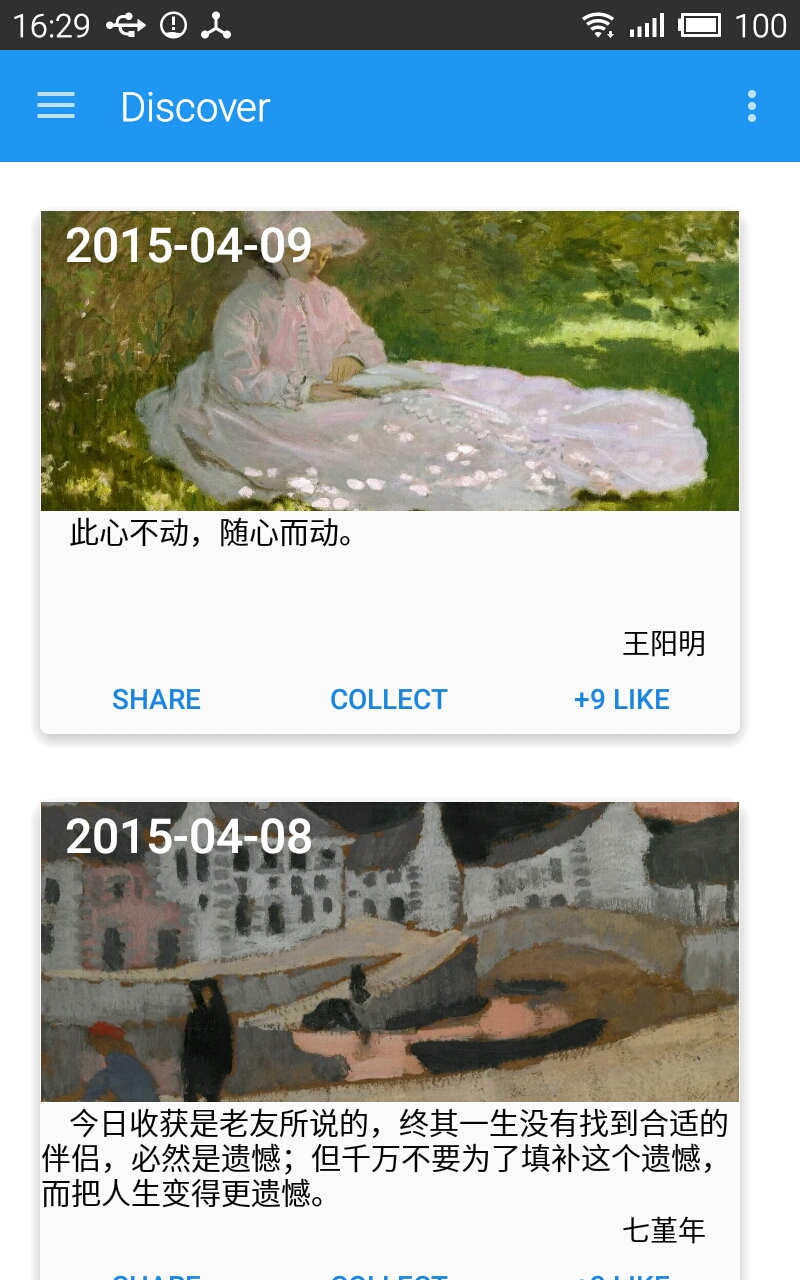 16:29 100
Discover
2015-04-09
此心不动，随心而动。
王阳明
SHARE COLLECT +9 LIKE
2015-04-08
今日收获是老友所说的，终其一生没有找到合适的
伴侣，必然是遗憾；但千万不要为了填补这个遗憾，
而把人生变得更遗憾。
七堇年
SHARE COLLECT +9 LIKE